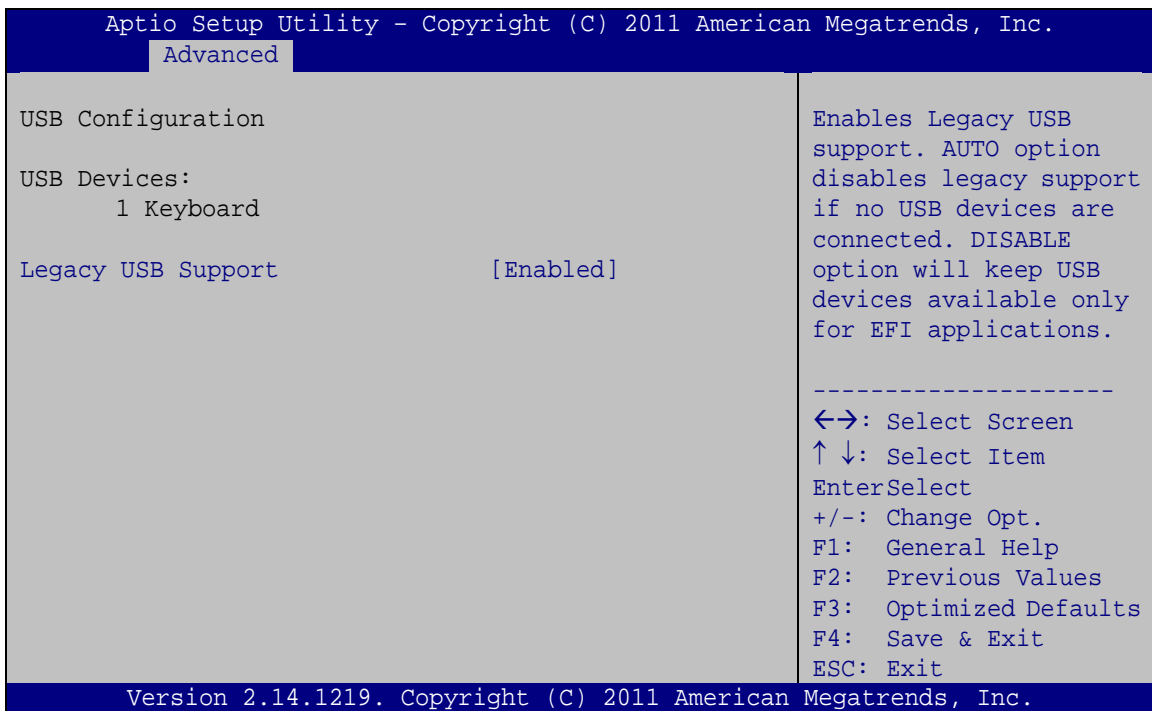 Aptio Setup Utility – Copyright (C) 2011 American Megatrends, Inc.
Advanced
USB Configuration
USB Devices:
1 Keyboard
Legacy USB Support [Enabled]
Enables Legacy USB
support. AUTO option
disables legacy support
if no USB devices are
connected. DISABLE
option will keep USB
devices available only
for EFI applications.
---------------------
←→: Select Screen
↑ ↓: Select Item
EnterSelect
+/-: Change Opt.
F1: General Help
F2: Previous Values
F3: Optimized Defaults
F4: Save & Exit
ESC: Exit
Version 2.14.1219. Copyright (C) 2011 American Megatrends, Inc.